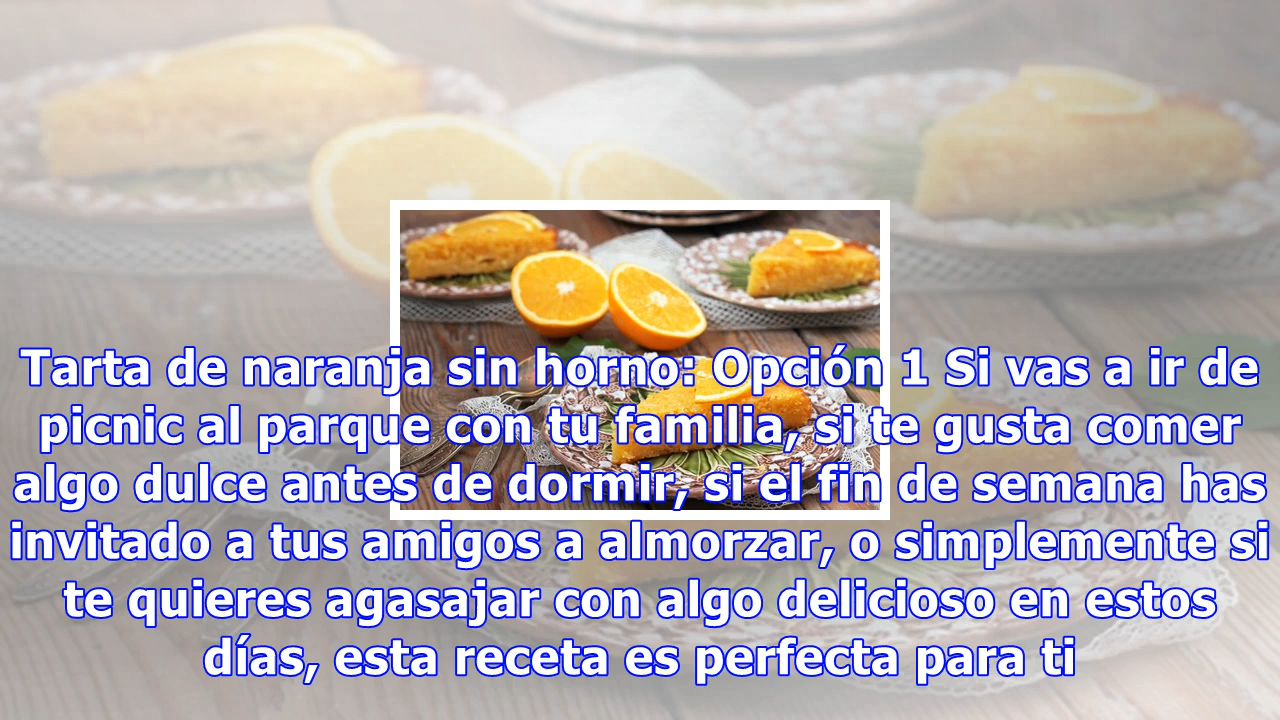 Tarta de naranja sin horno: Opción 1 Si vas a ir de
picnic al parque con tu familia, si te gusta comer
algo dulce antes de dormir, si el fin de semana has
invitado a tus amigos a almorzar, o simplemente si
te quieres agasajar con algo delicioso en estos
días, esta receta es perfecta para ti